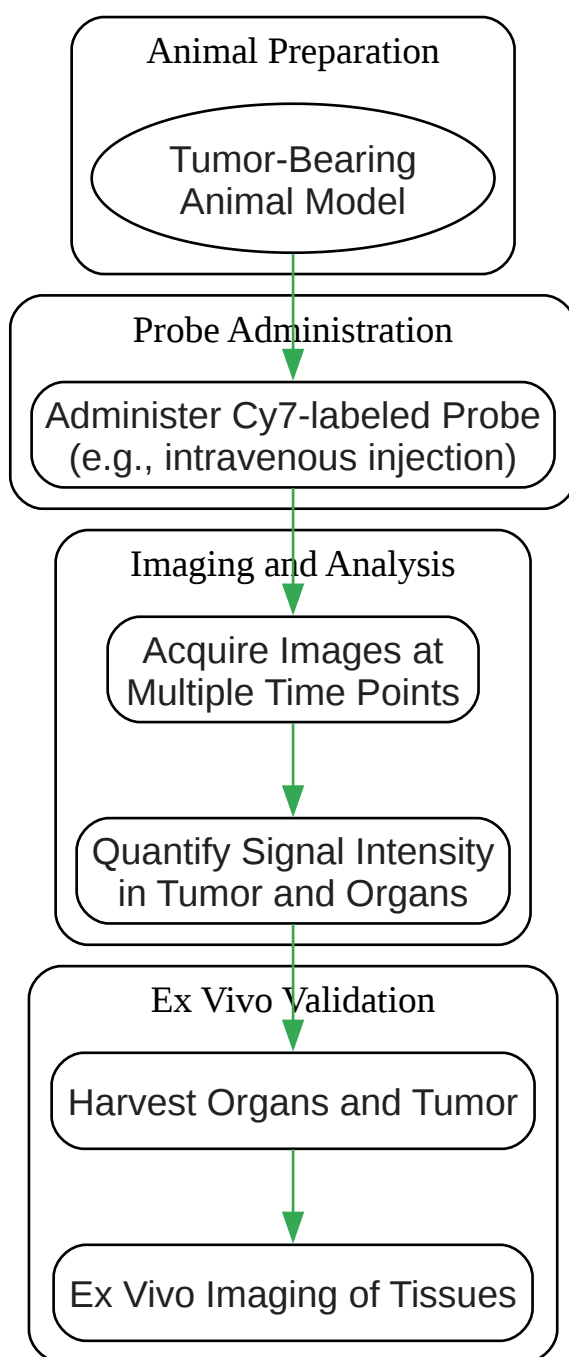 Animal Preparation
Tumor-Bearing
Animal Model
Probe Administration
Administer Cy7-labeled Probe
(e.g., intravenous injection)
Imaging and Analysis
Acquire Images at
Multiple Time Points
Quantify Signal Intensity
in Tumor and Organs
Ex Vivo Validation
Harvest Organs and Tumor
Ex Vivo Imaging of Tissues